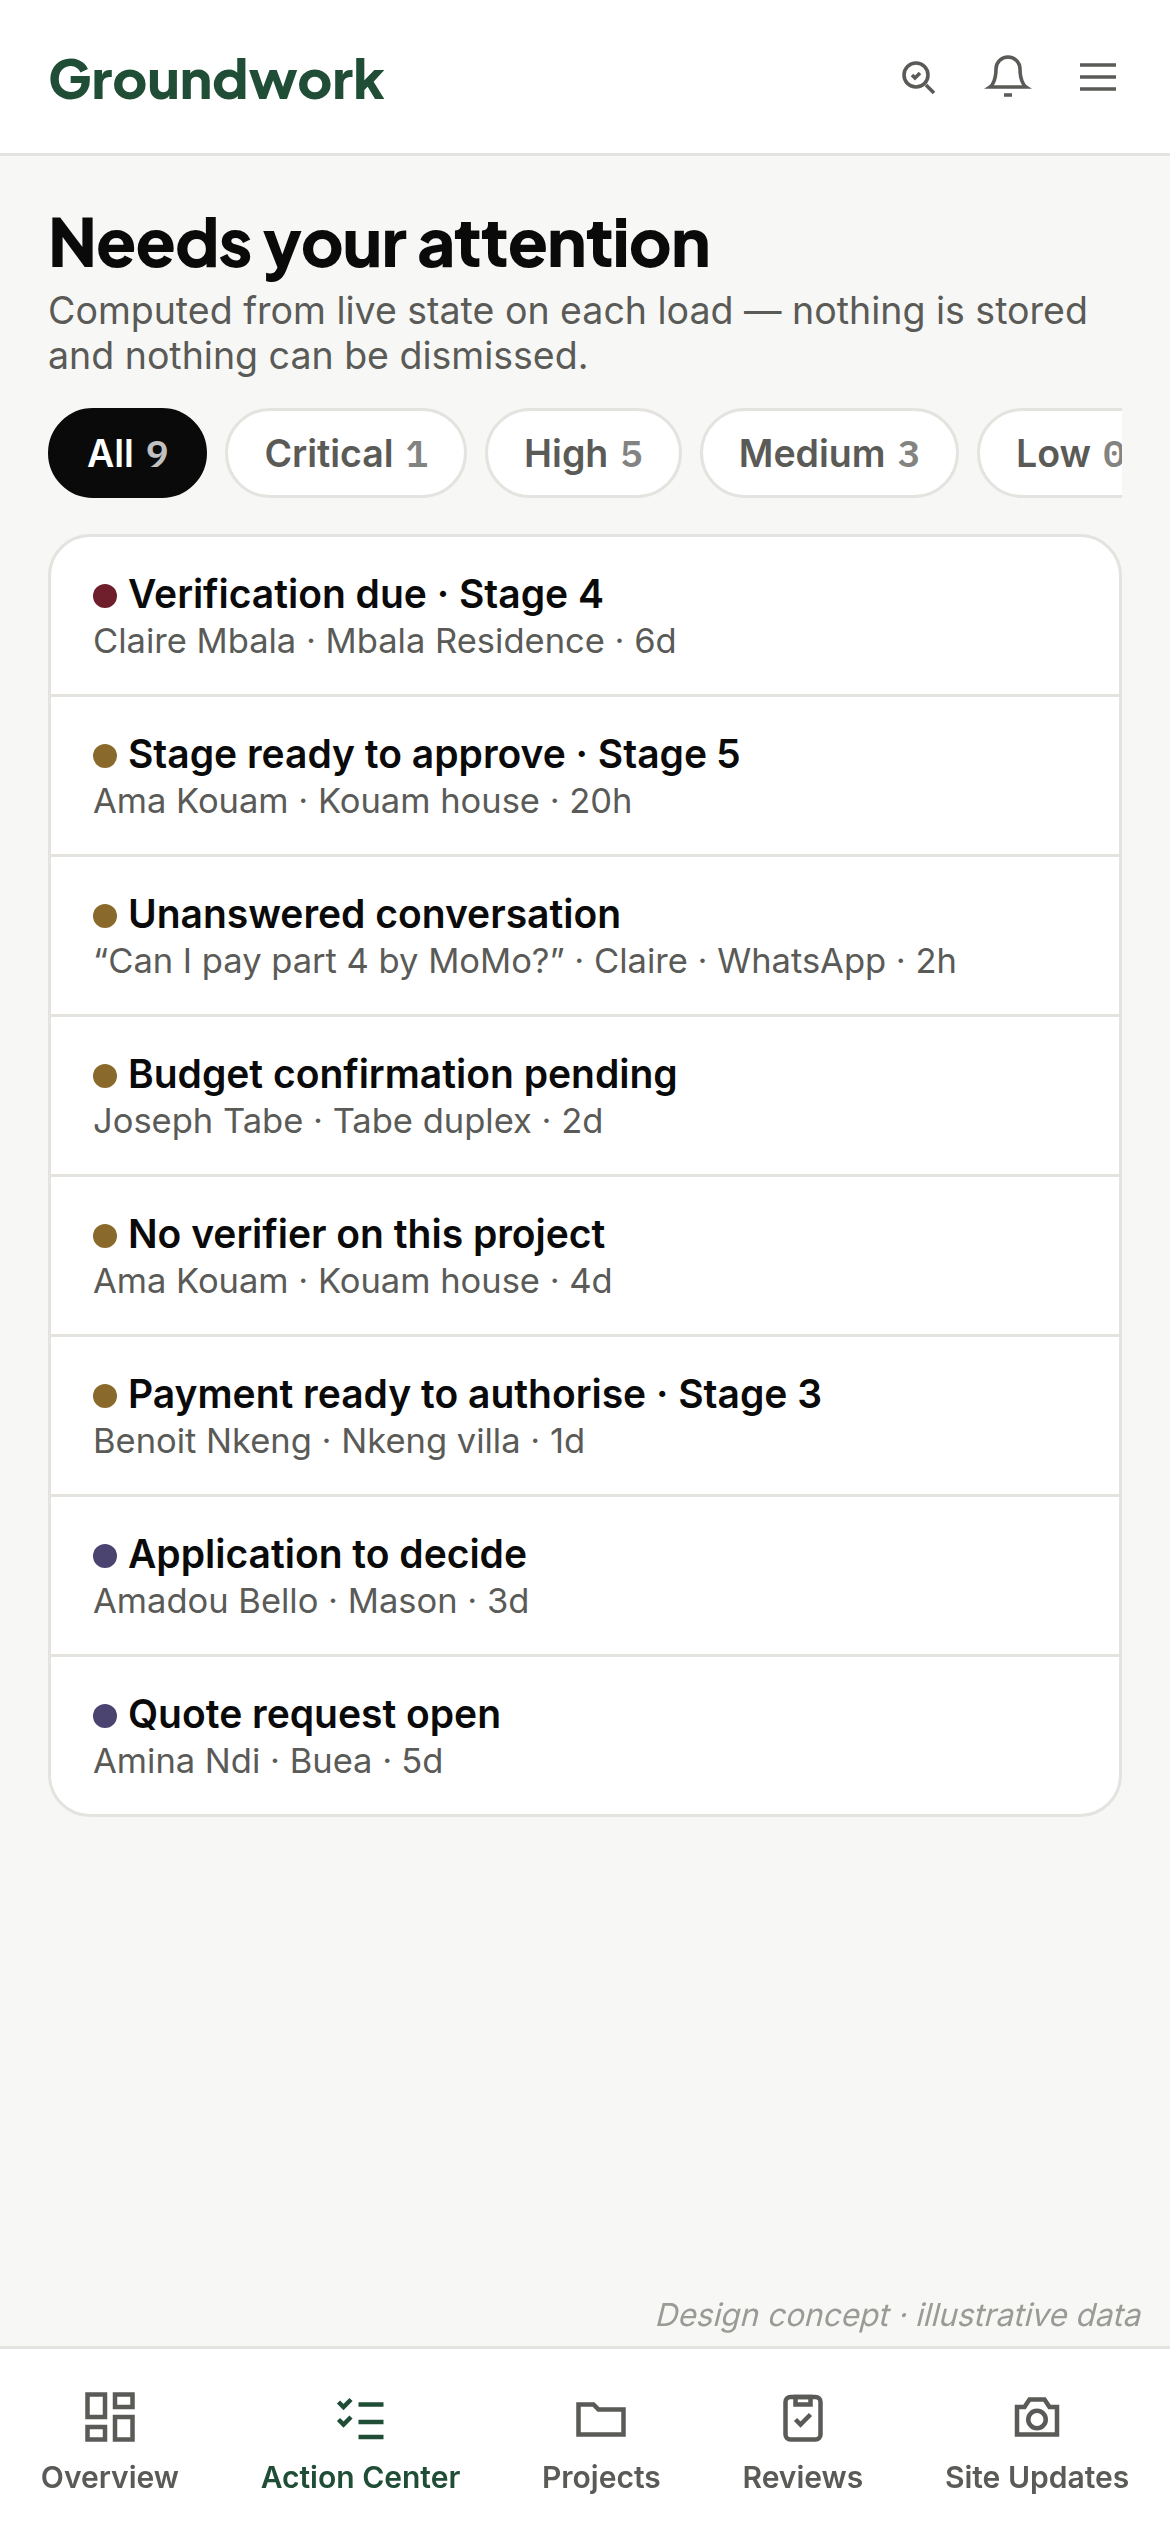 Groundwork
Needs your attention
Computed from live state on each load — nothing is stored
and nothing can be dismissed.
All 9 Critical 1 High 5 Medium 3 Low 0
Verification due · Stage 4
Claire Mbala · Mbala Residence · 6d
Stage ready to approve · Stage 5
Ama Kouam · Kouam house · 20h
Unanswered conversation
“Can I pay part 4 by MoMo?” · Claire · WhatsApp · 2h
Budget confirmation pending
Joseph Tabe · Tabe duplex · 2d
No verifier on this project
Ama Kouam · Kouam house · 4d
Payment ready to authorise · Stage 3
Benoit Nkeng · Nkeng villa · 1d
Application to decide
Amadou Bello · Mason · 3d
Quote request open
Amina Ndi · Buea · 5d
Design concept · illustrative data
Overview Action Center Projects Reviews Site Updates